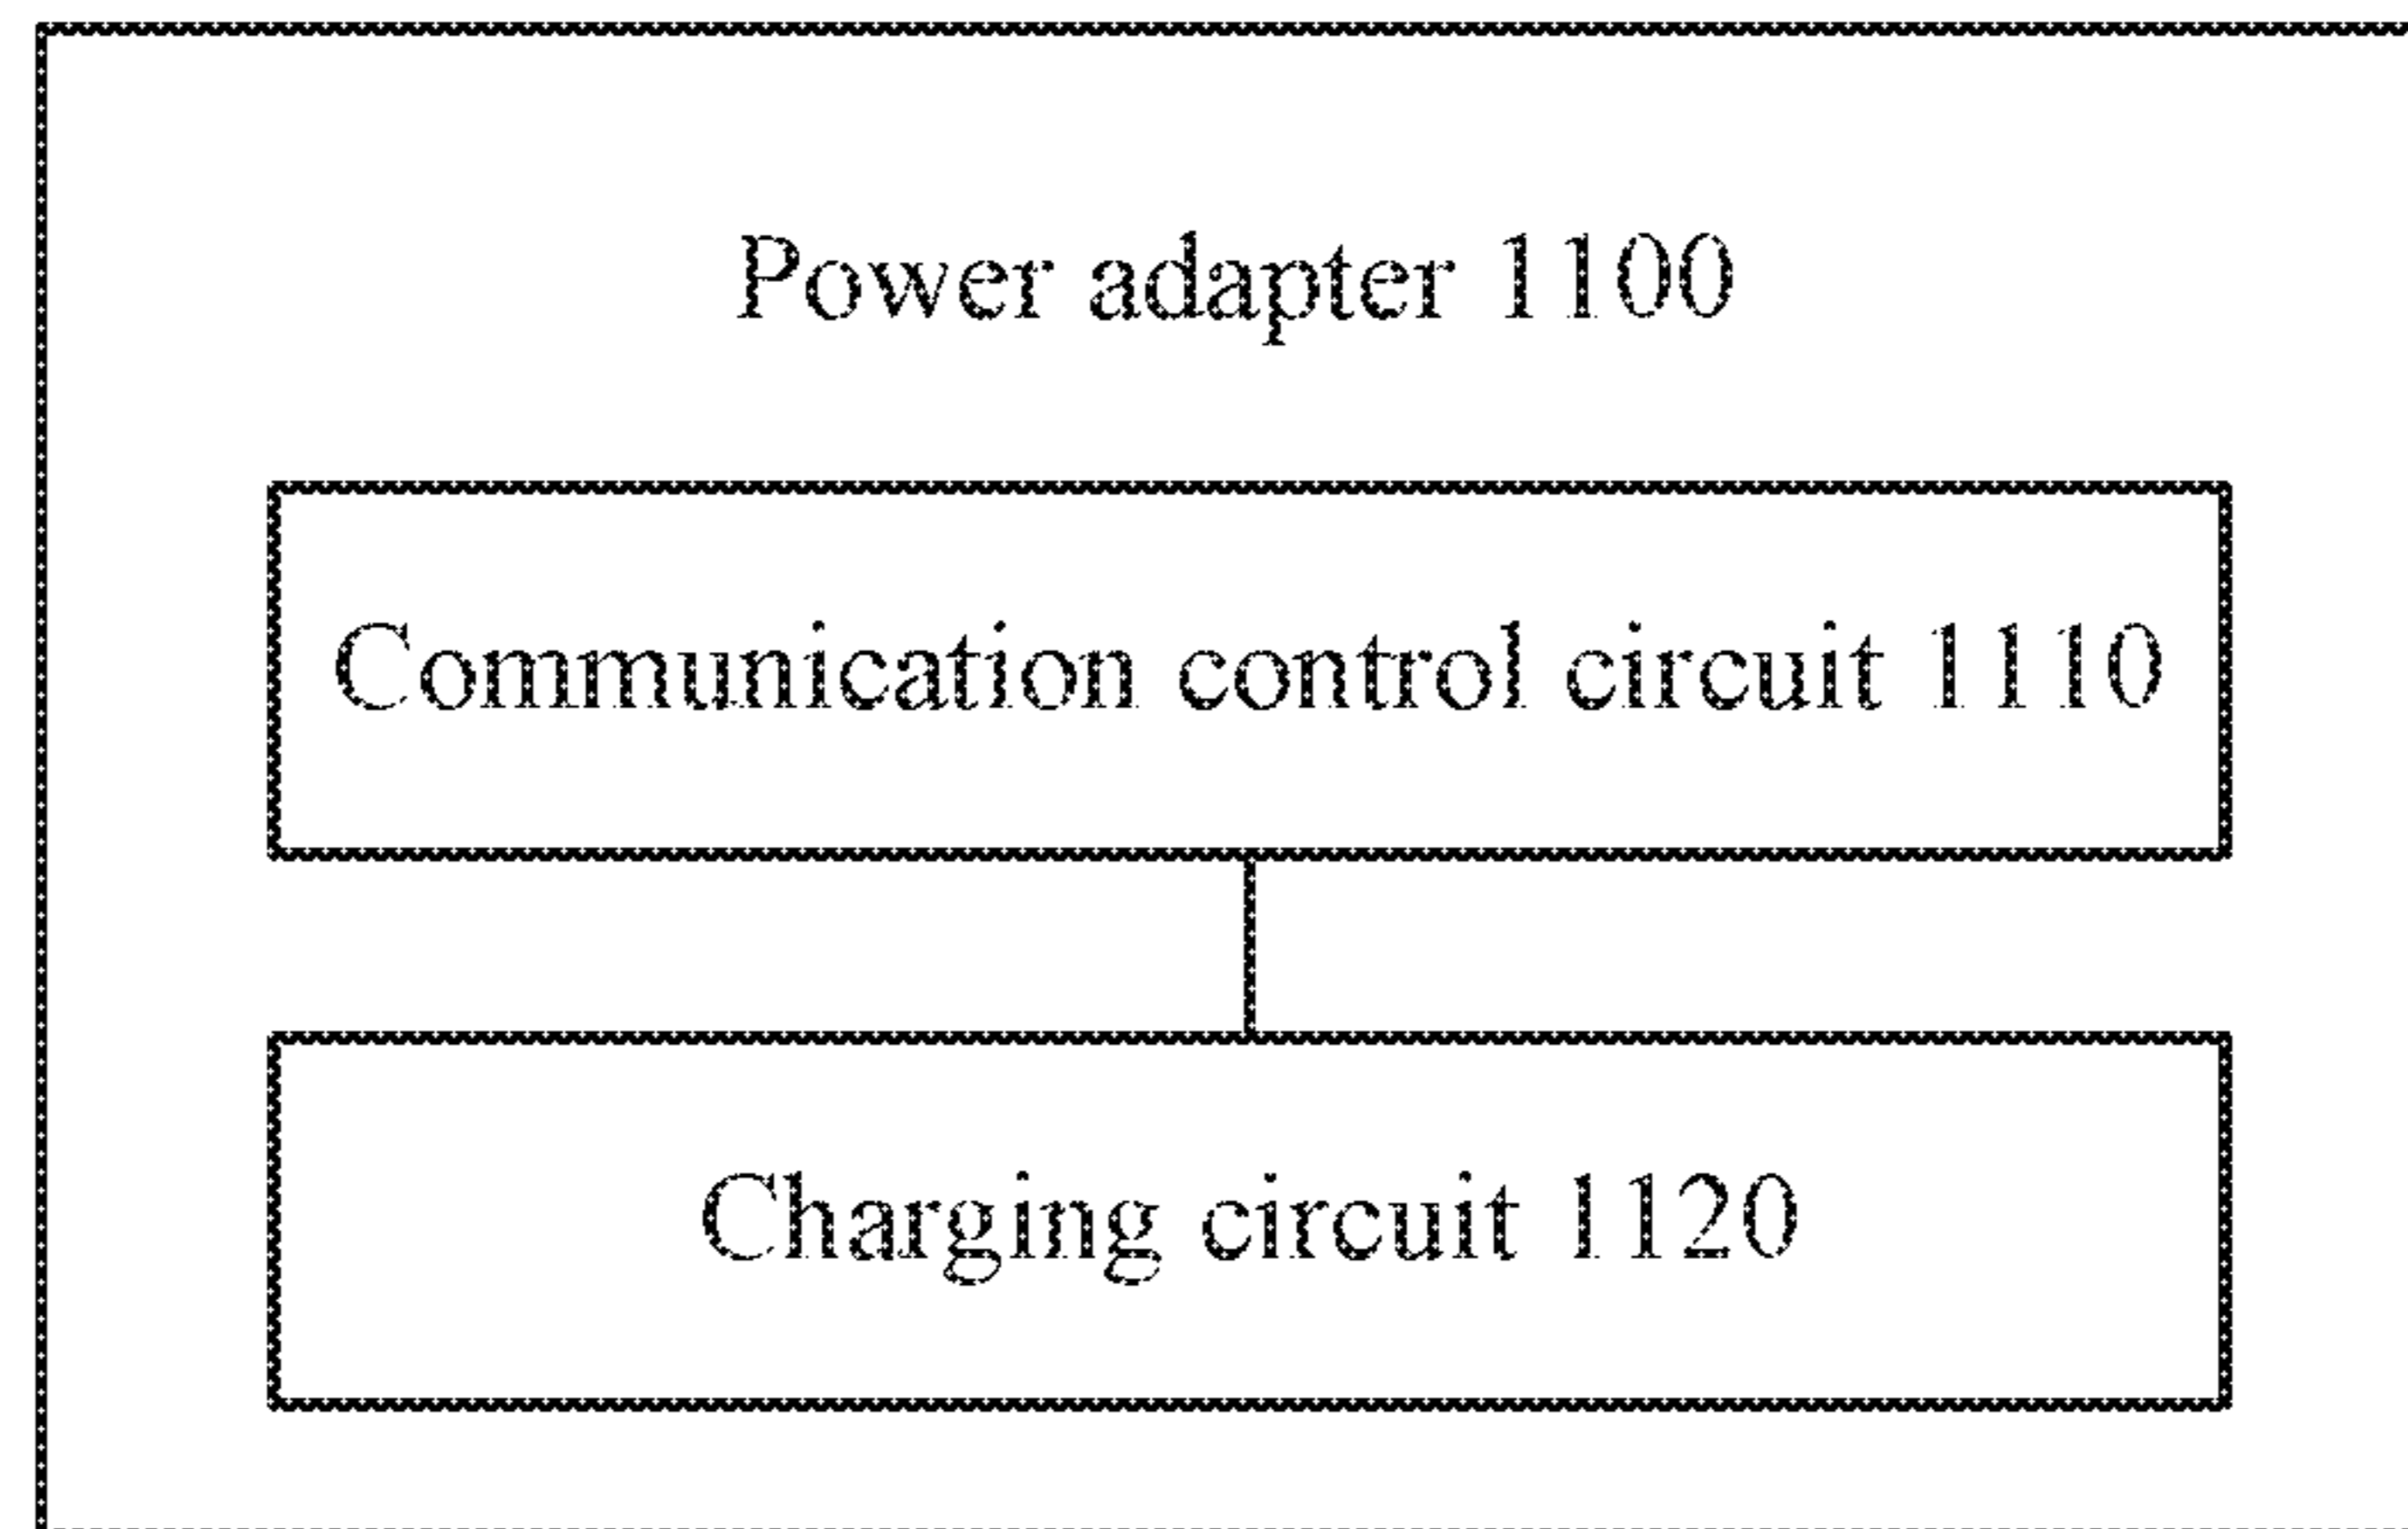 Power adapter 1100
Communication control circuit 1110
Charging circuit 1120